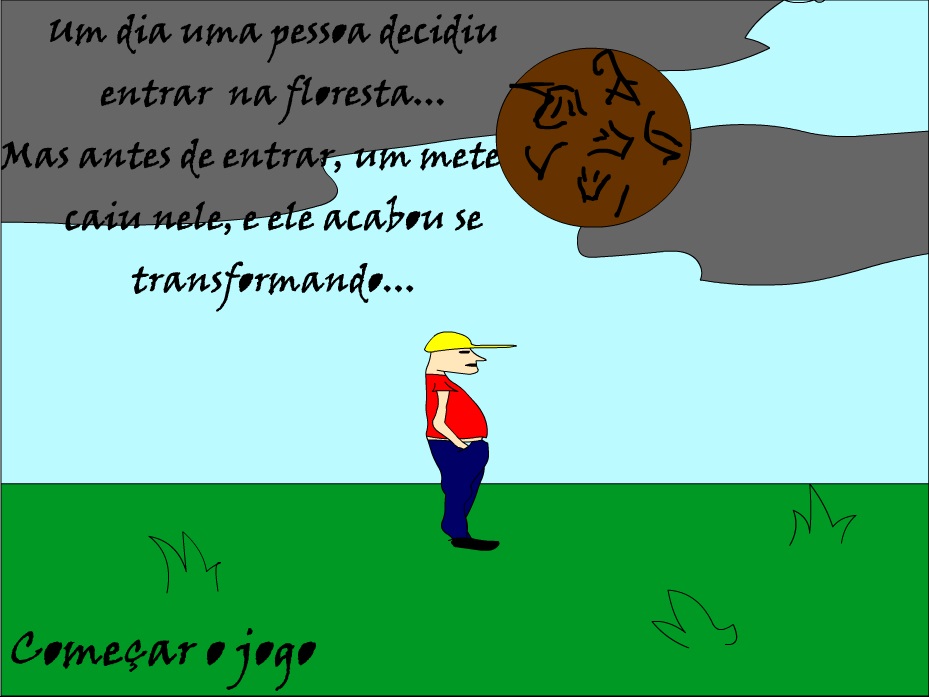 Um dia uma pessoa decidiu
entrar na floresta...
Mas antes de entrar, um mete
caiu nele, e ele acabou se
transformando...
Começar o jogo